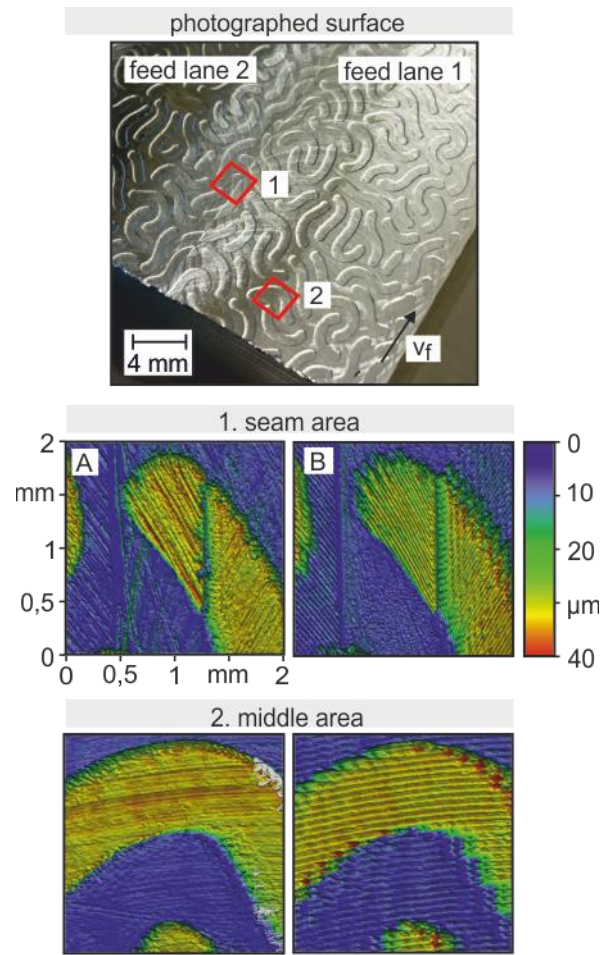 photographed surface
feed lane 2 feed lane 1
1
2
4 mm
vf
1. seam area
2 A B 0
mm 10
1 20
0,5 µm
0 40
0 0,5 1 mm 2
2. middle area